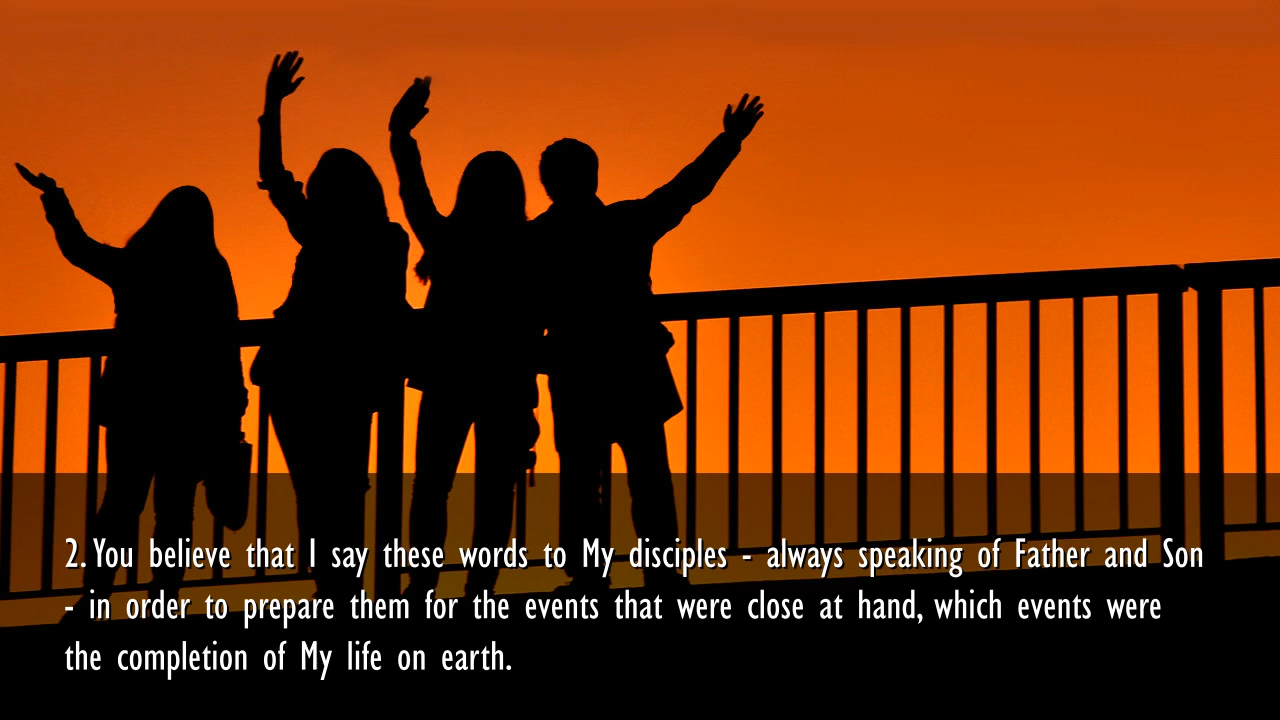 2. You believe that I say these words to My disciples - always speaking of Father and Son
- in order to prepare them for the events that were close at hand, which events were
the completion of My life on earth.